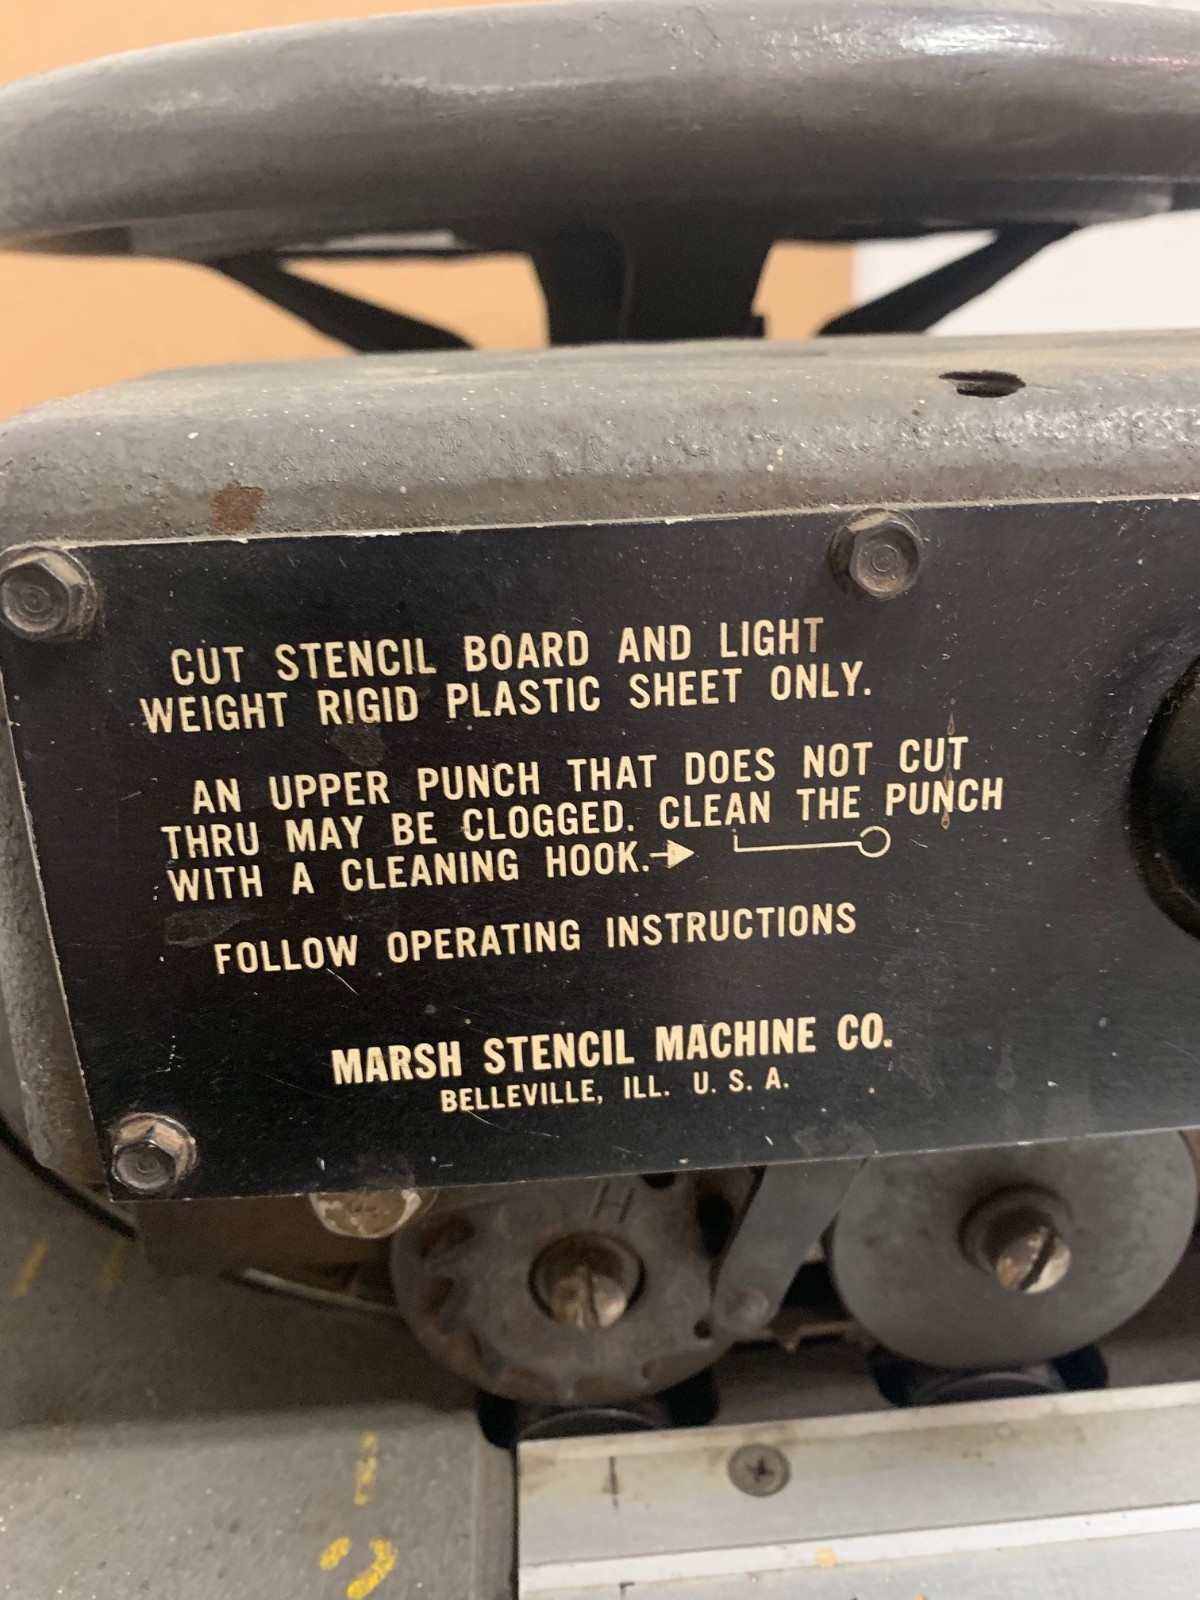 CUT STENCIL BOARD AND LIGHT
WEIGHT RIGID PLASTIC SHEET ONLY.
AN UPPER PUNCH THAT DOES NOT CUT
THRU MAY BE CLOGGED. CLEAN THE PUNCH
WITH A CLEANING HOOK.
FOLLOW OPERATING INSTRUCTIONS
MARSH STENCIL MACHINE CO.
BELLEVILLE, ILL. U. S. A.
H